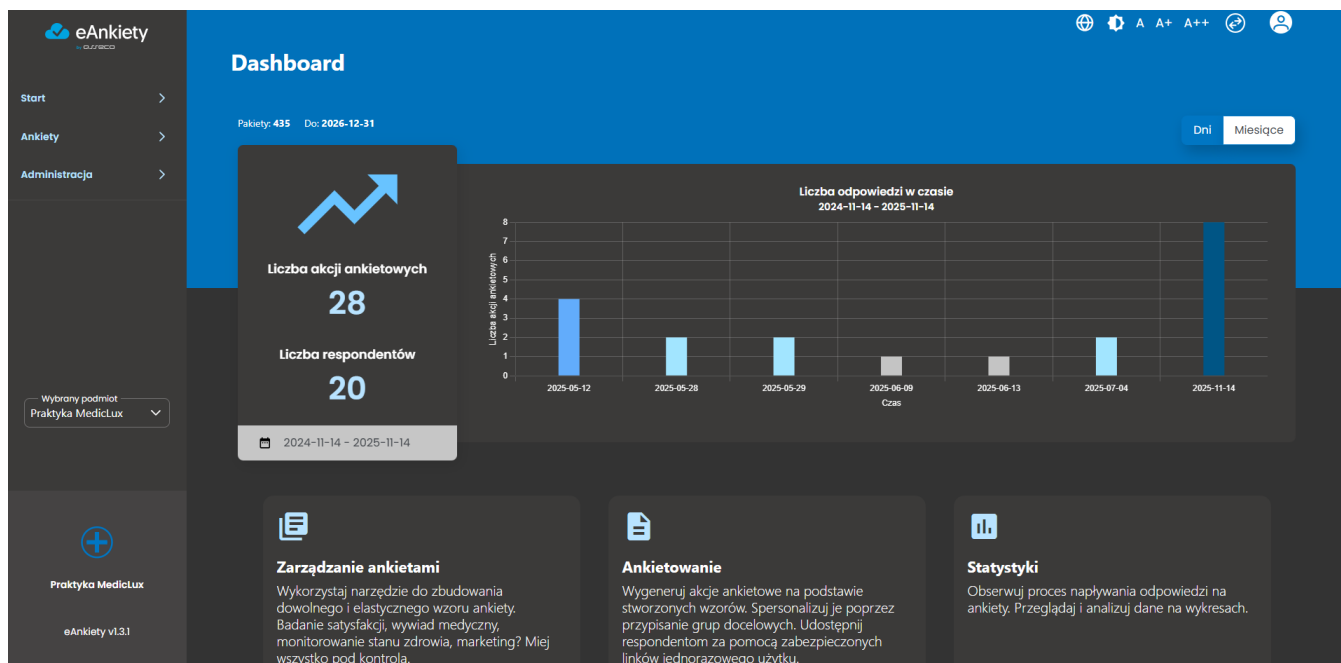 eAnkiety
by asseco
Start
Ankiety
Administracja
Wybrany podmiot
Praktyka MedicLux
Praktyka MedicLux
eAnkiety v1.3.1
A A+ A++
Dashboard
Pakiety: 435 Do: 2026-12-31
Dni Miesiące
Liczba akcji ankietowych
28
Liczba respondentów
20
2024-11-14 - 2025-11-14
Liczba odpowiedzi w czasie
2024-11-14 - 2025-11-14
Liczba akcji ankietowych
8
7
6
5
4
3
2
1
0
2025-05-12 2025-05-28 2025-05-29 2025-06-09 2025-06-13 2025-07-04 2025-11-14
Czas
Zarządzanie ankietami
Wykorzystaj narzędzie do zbudowania
dowolnego i elastycznego wzoru ankiety.
Badanie satysfakcji, wywiad medyczny,
monitorowanie stanu zdrowia, marketing? Miej
wszystko pod kontrolą.
Ankietowanie
Wygeneruj akcje ankietowe na podstawie
stworzonych wzorów. Spersonalizuj je poprzez
przypisanie grup docelowych. Udostępnij
respondentom za pomocą zabezpieczonych
linków jednorazowego użytku.
Statystyki
Obserwuj proces napływania odpowiedzi na
ankiety. Przeglądaj i analizuj dane na wykresach.